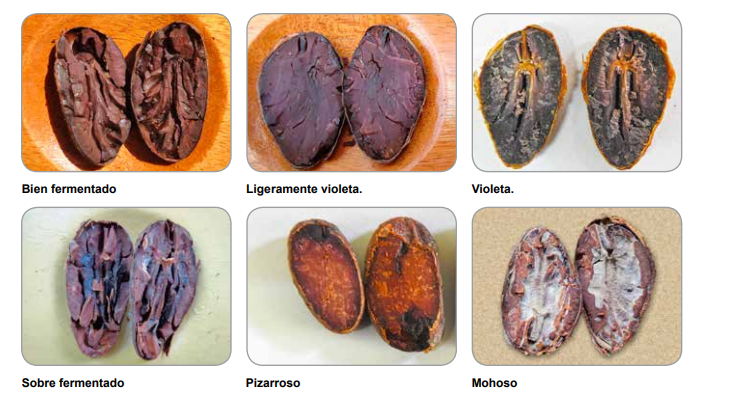 Bien fermentado
Ligeramente violeta.
Violeta.
Sobre fermentado
Pizarroso
Mohoso